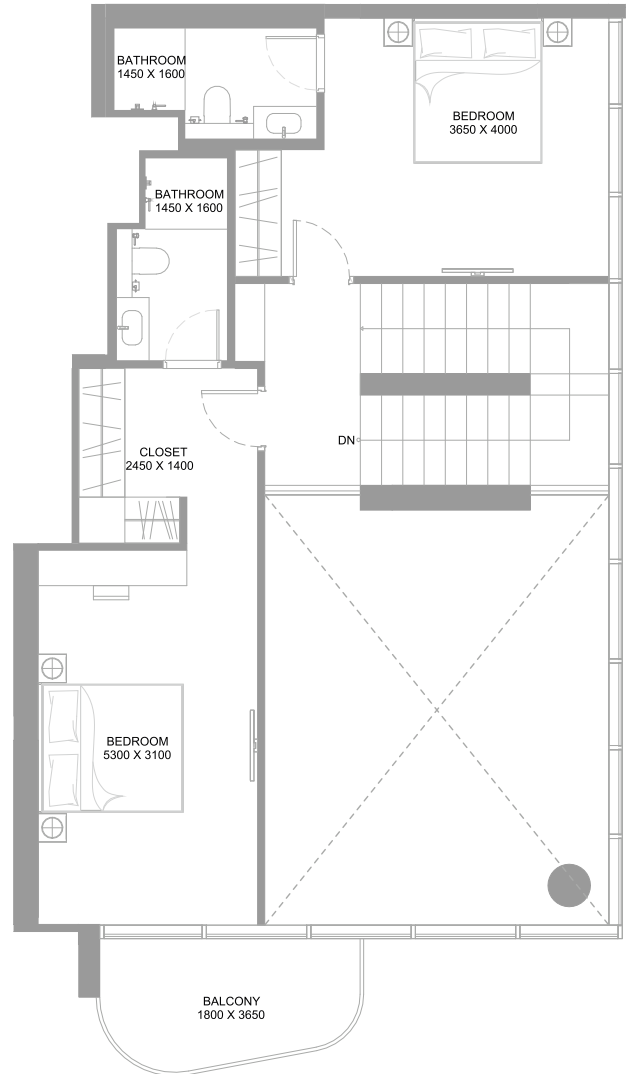 BATHROOM
1450 X 1600
BEDROOM
3650 X 4000
BATHROOM
1450 X 1600
DN
CLOSET
2450 X 1400
BEDROOM
5300 X 3100
BALCONY
1800 X 3650